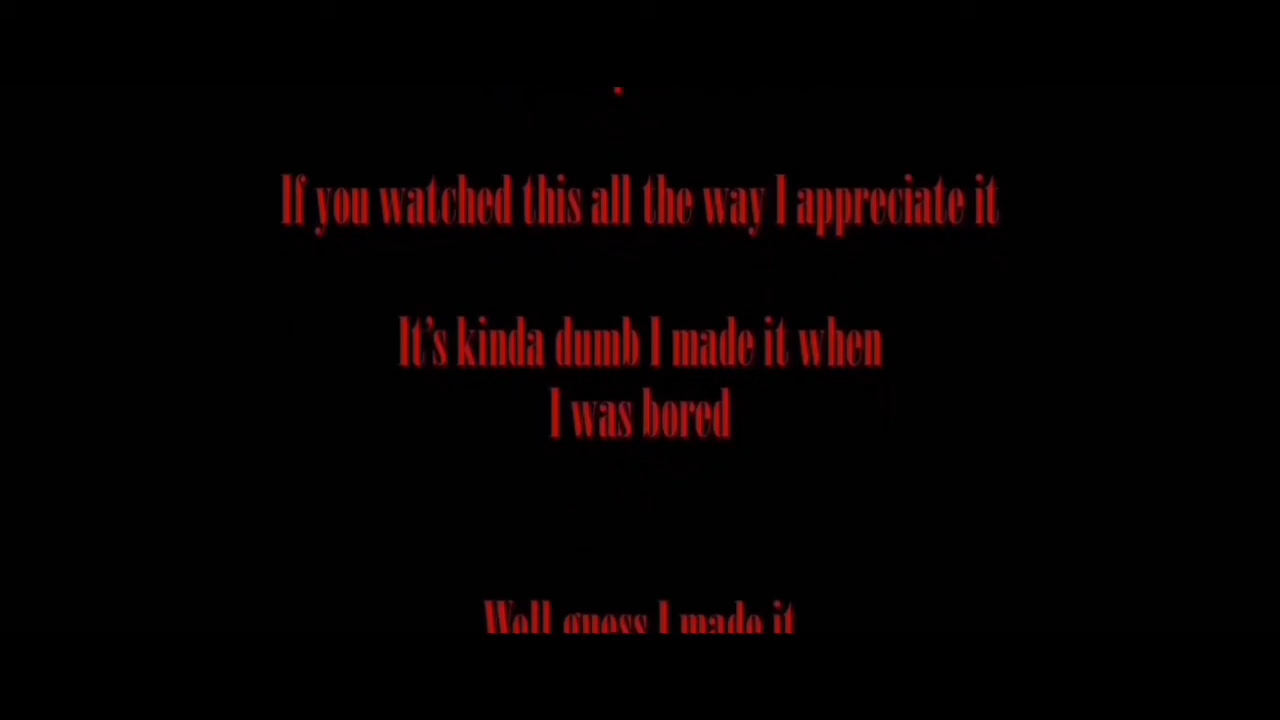 If you watched this all the way I appreciate it
It's kinda dumb I made it when
I was bored
Well guess I made it